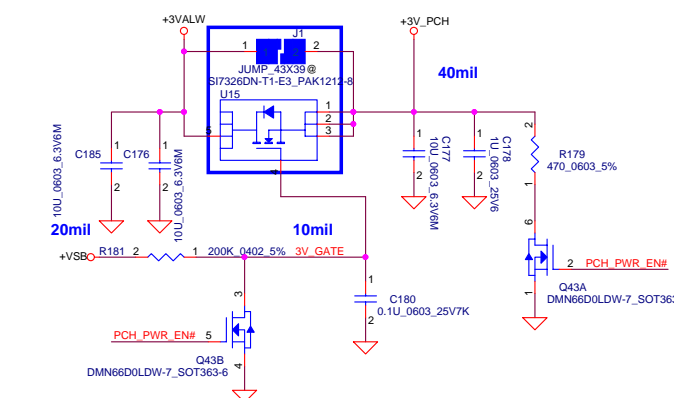 +3VALW
+3V_PCH
J1
1
2
JUMP_43X39@
SI7326DN-T1-E3_PAK1212-8
U15
40mil
1
2
3
5
4
C185
1
2
10U_0603_6.3V6M
C176
1
2
10U_0603_6.3V6M
C177
1
2
10U_0603_6.3V6M
C178
1
2
1U_0603_25V6
2
R179
470_0603_5%
1
20mil
10mil
+VSB
R181
2
1
200K_0402_5%
3V_GATE
6
2
PCH_PWR_EN#
1
Q43A
DMN66D0LDW-7_SOT363
1
C180
0.1U_0603_25V7K
2
3
PCH_PWR_EN#
5
4
Q43B
DMN66D0LDW-7_SOT363-6